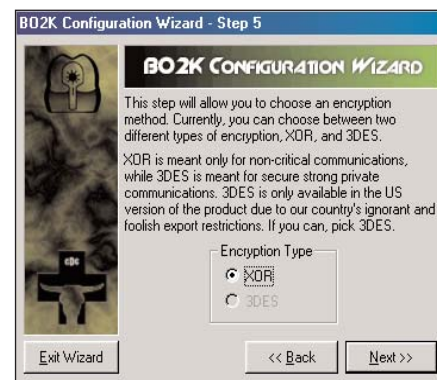 BO2K Configuration Wizard - Step 5
BO2K CONFIGURATION WIZARD
This step will allow you to choose an encryption
method. Currently, you can choose between two
different types of encryption, XOR, and 3DES.
XOR is meant only for non-critical communications,
while 3DES is meant for secure strong private
communications. 3DES is only available in the US
version of the product due to our country's ignorant and
foolish export restrictions. If you can, pick 3DES.
Encryption Type
XOR
3DES
cDc
Exit Wizard
<< Back
Next >>